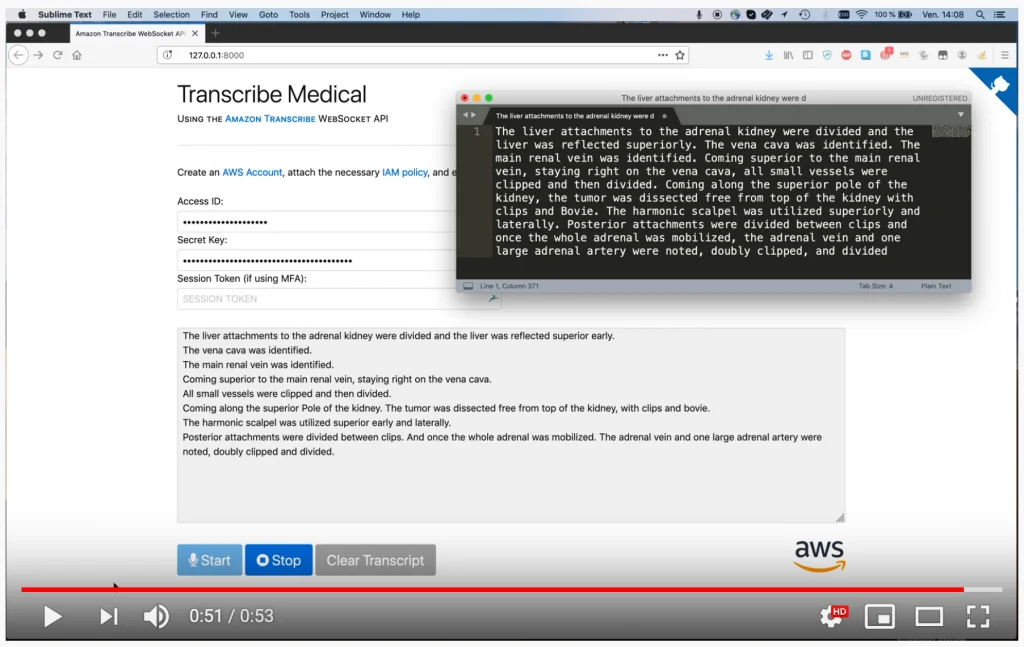 Sublime Text File Edit Selection Find View Goto Tools Project Window Help 100 % Ven. 14:08
Amazon Transcribe WebSocket AP
127.0.0.1:8000
Transcribe Medical
USING THE AMAZON TRANSCRIBE WEBSOCKET API
Create an AWS Account, attach the necessary IAM policy, and e
Access ID:
Secret Key:
Session Token (if using MFA):
SESSION TOKEN
The liver attachments to the adrenal kidney were d UNREGISTERED
The liver attachments to the adrenal kidney were d
1 The liver attachments to the adrenal kidney were divided and the
liver was reflected superiorly. The vena cava was identified. The
main renal vein was identified. Coming superior to the main renal
vein, staying right on the vena cava, all small vessels were
clipped and then divided. Coming along the superior pole of the
kidney, the tumor was dissected free from top of the kidney with
clips and Bovie. The harmonic scalpel was utilized superiorly and
laterally. Posterior attachments were divided between clips and
once the whole adrenal was mobilized, the adrenal vein and one
large adrenal artery were noted, doubly clipped, and divided
Line 1, Column 371 Tab Size: 4 Plain Text
The liver attachments to the adrenal kidney were divided and the liver was reflected superior early.
The vena cava was identified.
The main renal vein was identified.
Coming superior to the main renal vein, staying right on the vena cava.
All small vessels were clipped and then divided.
Coming along the superior Pole of the kidney. The tumor was dissected free from top of the kidney, with clips and bovie.
The harmonic scalpel was utilized superior early and laterally.
Posterior attachments were divided between clips. And once the whole adrenal was mobilized. The adrenal vein and one large adrenal artery were
noted, doubly clipped and divided.
Start Stop Clear Transcript
aws
0:51 / 0:53
HD